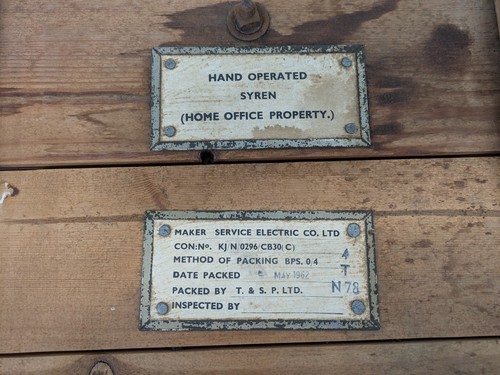 HAND OPERATED
SYREN
(HOME OFFICE PROPERTY.)
MAKER SERVICE ELECTRIC CO. LTD
CON: No. KJ N 0296/CB30(C)
METHOD OF PACKING BPS. 0/4
DATE PACKED MAY 1962
T
PACKED BY T. & S. P. LTD. N 78
INSPECTED BY